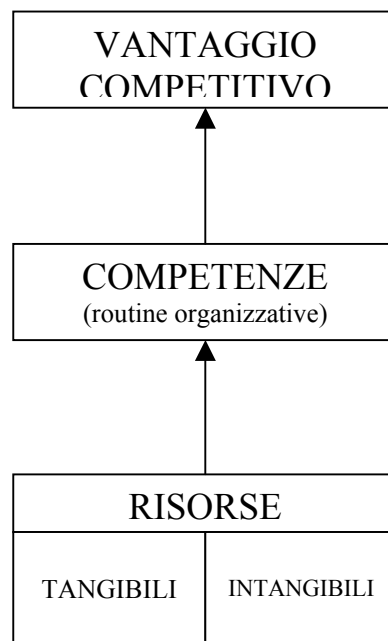 VANTAGGIO
COMPETITIVO
COMPETENZE
(routine organizzative)
RISORSE
TANGIBILI
INTANGIBILI